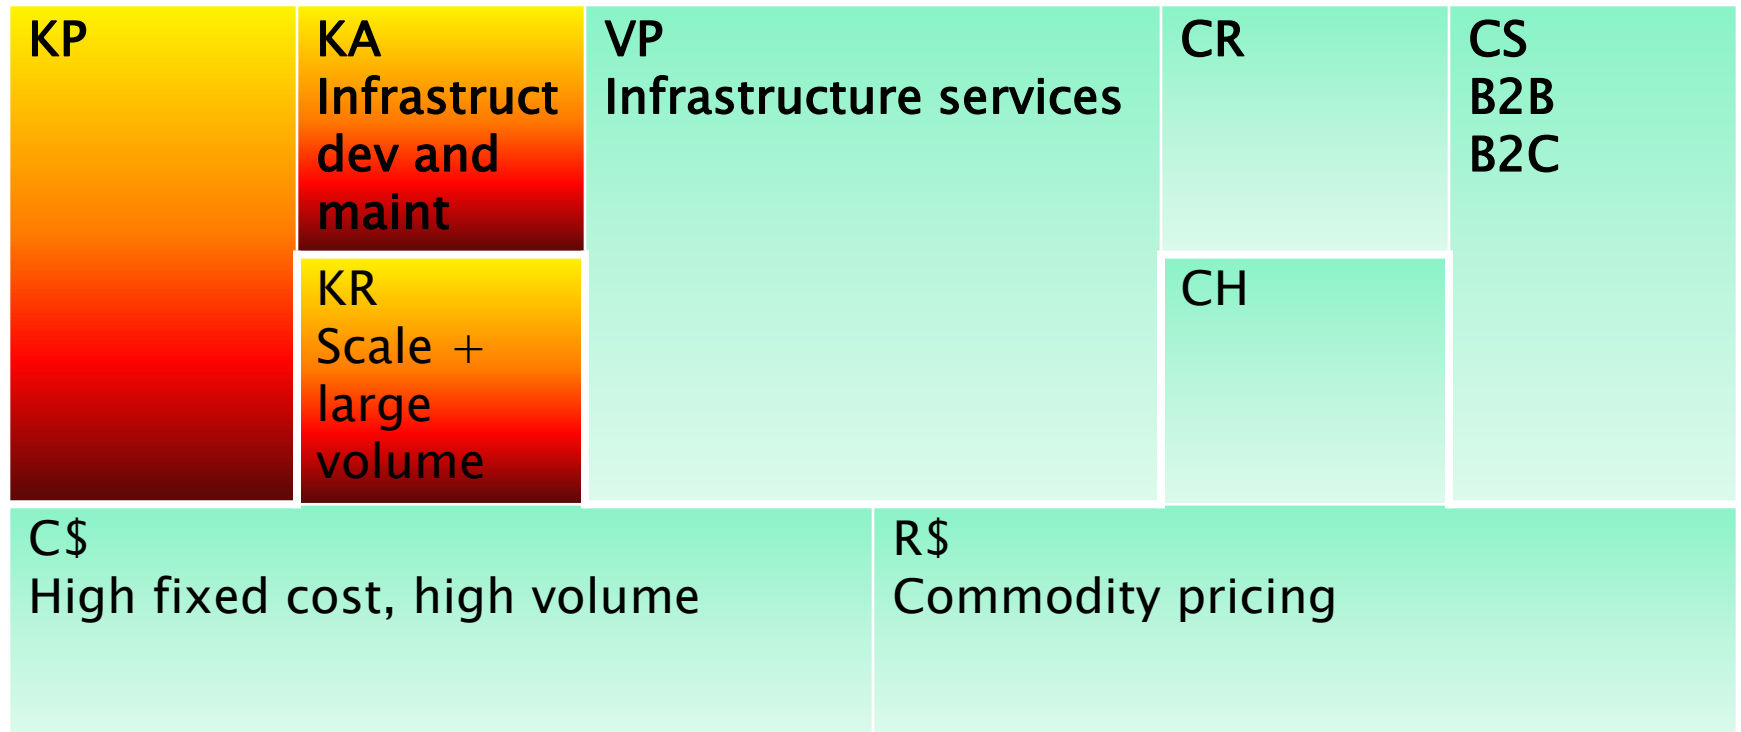 KP
KA
Infrastruct
dev and
maint
KR
Scale +
large
volume
VP
Infrastructure services
CR
CH
CS
B2B
B2C
C$
High fixed cost, high volume
R$
Commodity pricing